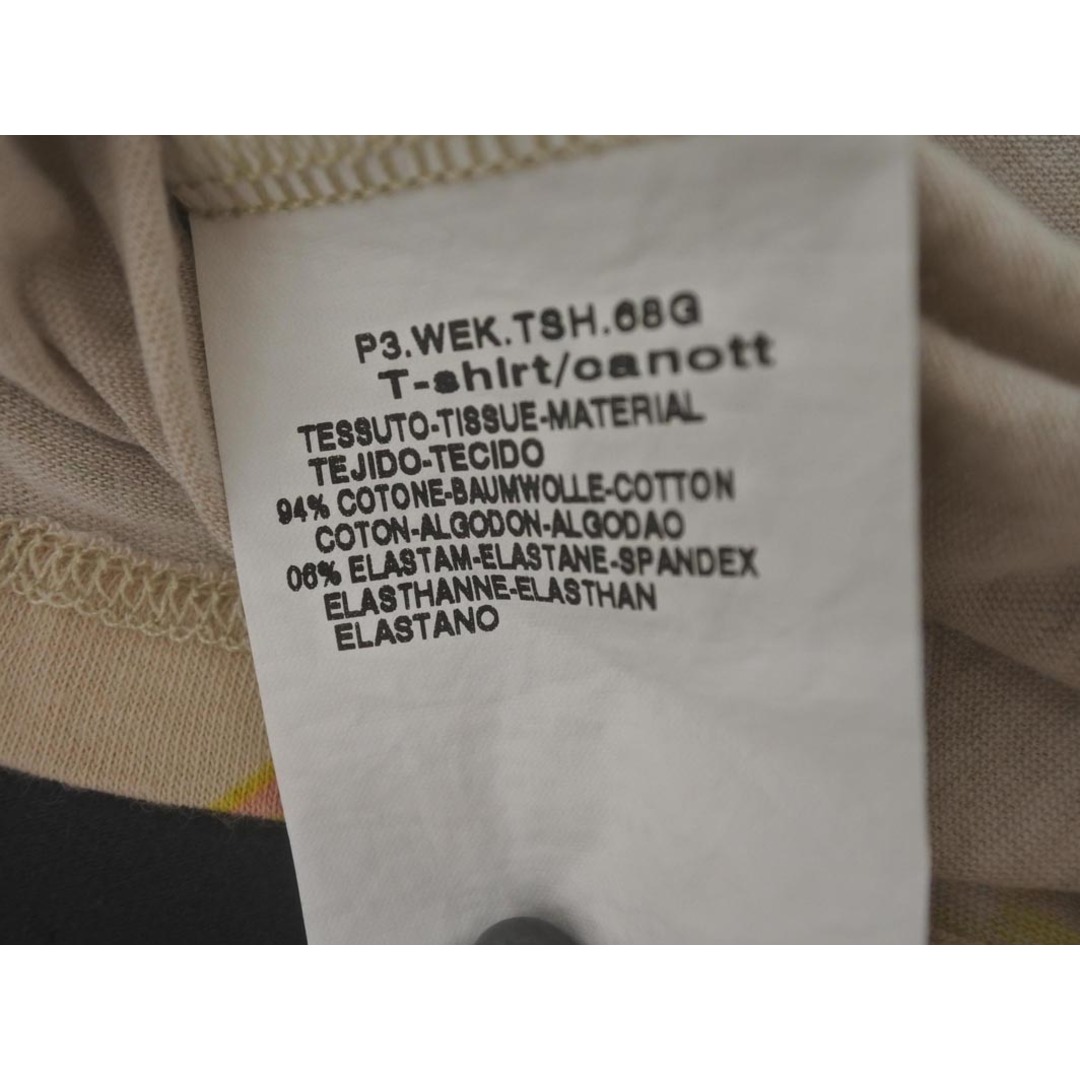 P3.WEK.TSH.68G
T-shirt/canott
TESSUTO-TISSUE-MATERIAL
TEJIDO-TECIDO
94% COTONE-BAUMWOLLE-COTTON
COTON-ALGODON-ALGODAO
06% ELASTAM-ELASTANE-SPANDEX
ELASTHANNE-ELASTHAN
ELASTANO